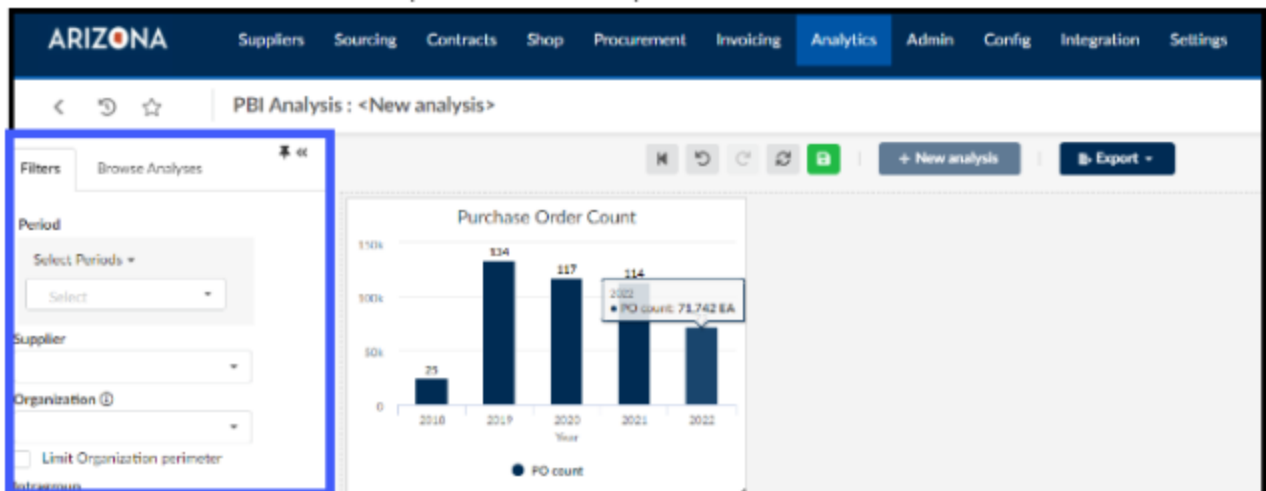 ARIZONA Suppliers Sourcing Contracts Shop Procurement Invoicing Analytics Admin Config Integration Settings
PBI Analysis : <New analysis>
Filters Browse Analyses
+ New analysis
Export
Period
Select Periods
Select
Supplier
Organization
Limit Organization perimeter
Intragroup
Purchase Order Count
150k
100k
50k
0
25
134
117
114
2022
PO count: 71,742 EA
2018 2019 2020 2021 2022
Year
PO count